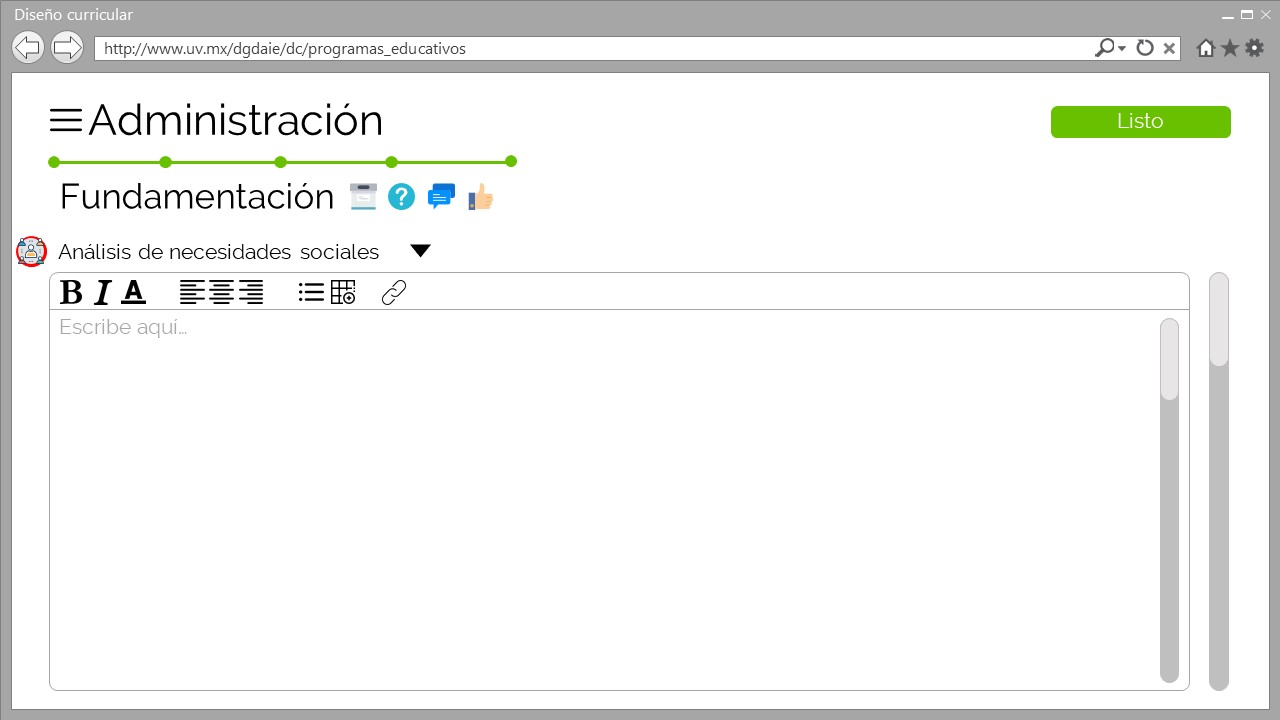 Diseño curricular
http://www.uv.mx/dgdaie/dc/programas_educativos
Administración
Listo
Fundamentación
?
Análisis de necesidades sociales
B I A
Escribe aquí...